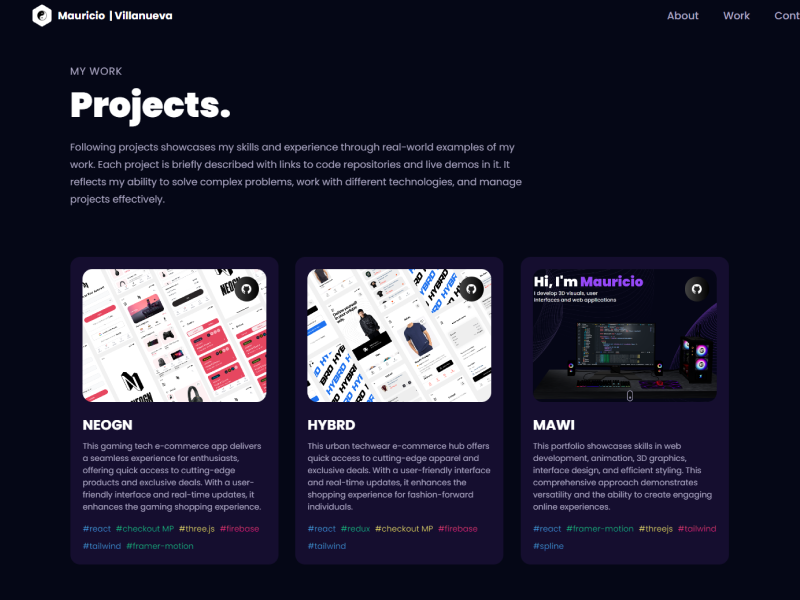 Mauricio | Villanueva
About Work Cont
MY WORK
Projects.
Following projects showcases my skills and experience through real-world examples of my
work. Each project is briefly described with links to code repositories and live demos in it. It
reflects my ability to solve complex problems, work with different technologies, and manage
projects effectively.
NEOGN
HYBRD
HYBRD
HYBRD
HYBRD
Hi, I'm Mauricio
I develop 3D visuals, user
interfaces and web applications
NEOGN
This gaming tech e-commerce app delivers
a seamless experience for enthusiasts,
offering quick access to cutting-edge
products and exclusive deals. With a user-
friendly interface and real-time updates, it
enhances the gaming shopping experience.
#react #checkout MP #three.js #firebase
#tailwind #framer-motion
HYBRD
This urban techwear e-commerce hub offers
quick access to cutting-edge apparel and
exclusive deals. With a user-friendly interface
and real-time updates, it enhances the
shopping experience for fashion-forward
individuals.
#react #redux #checkout MP #firebase
#tailwind
MAWI
This portfolio showcases skills in web
development, animation, 3D graphics,
interface design, and efficient styling. This
comprehensive approach demonstrates
versatility and the ability to create engaging
online experiences.
#react #framer-motion #threejs #tailwind
#spline